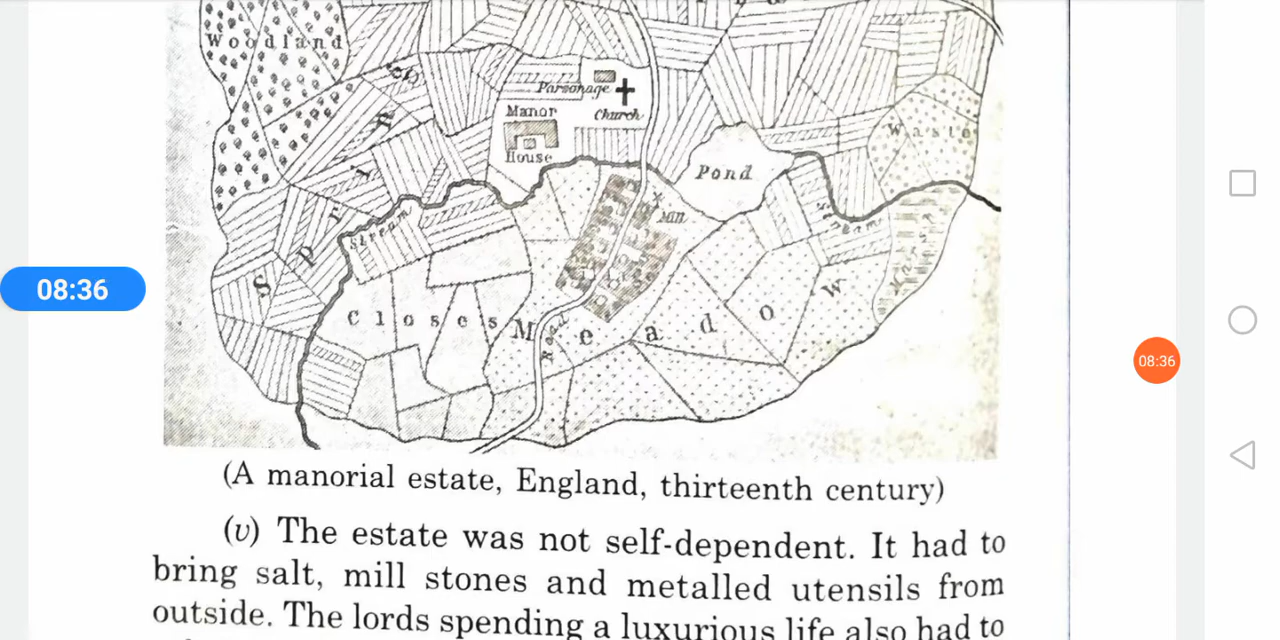 Woodland
Parsonage
Church
Manor
House
Waste
Pond
Mill
Stream
Stream
Spring
08:36
08:36
Closes
Meadow
Road
(A manorial estate, England, thirteenth century)
(v) The estate was not self-dependent. It had to
bring salt, mill stones and metalled utensils from
outside. The lords spending a luxurious life also had to